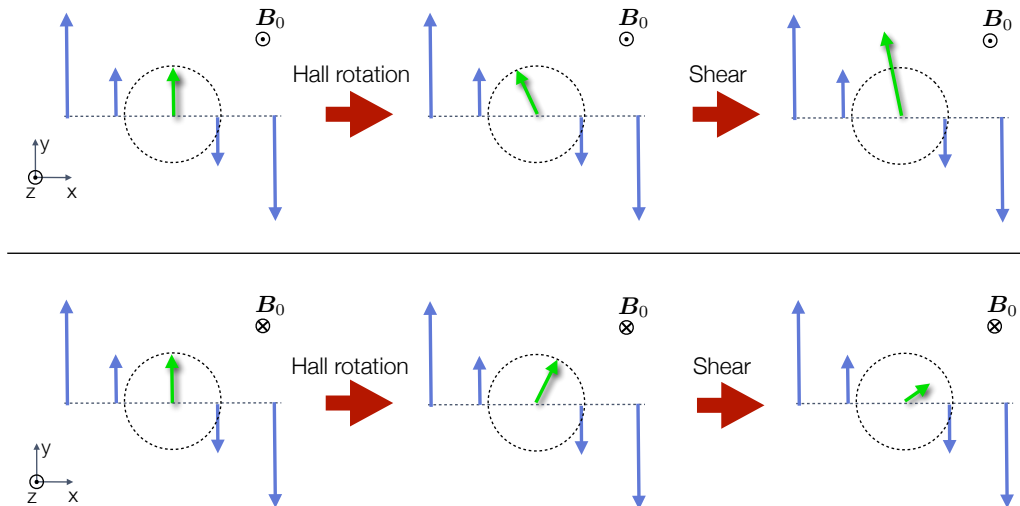 B₀
B₀
B₀
Hall rotation
Shear
y
z
x
B₀
B₀
B₀
Hall rotation
Shear
y
z
x